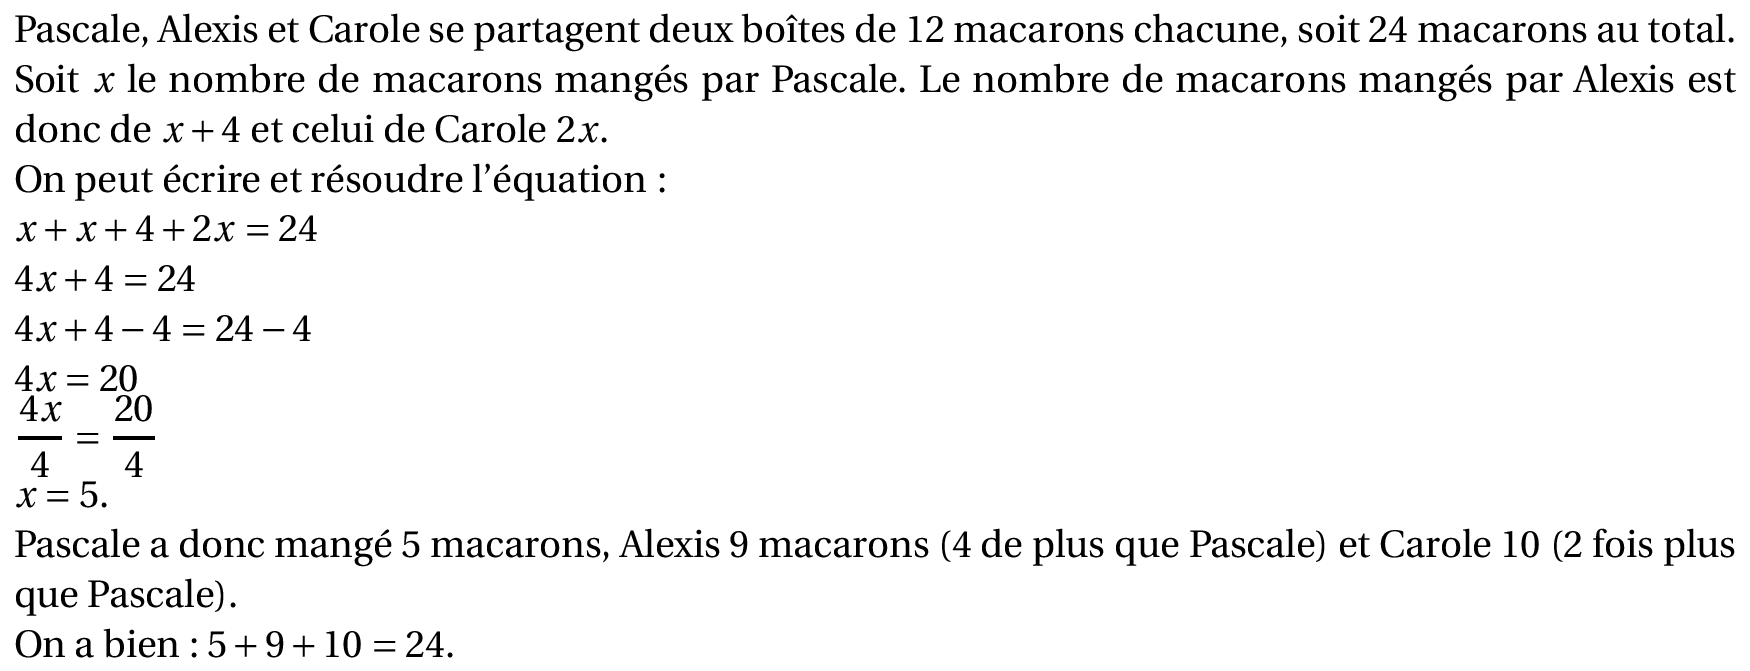 Pascale, Alexis et Carole se partagent deux boîtes de 12 macarons chacune, soit 24 macarons au total.
Soit x le nombre de macarons mangés par Pascale. Le nombre de macarons mangés par Alexis est
donc de x + 4 et celui de Carole 2x.
On peut écrire et résoudre l'équation :
x + x + 4 + 2x = 24
4x + 4 = 24
4x + 4 − 4 = 24 − 4
4x = 20
4x/4 = 20/4
x = 5.
Pascale a donc mangé 5 macarons, Alexis 9 macarons (4 de plus que Pascale) et Carole 10 (2 fois plus
que Pascale).
On a bien : 5 + 9 + 10 = 24.